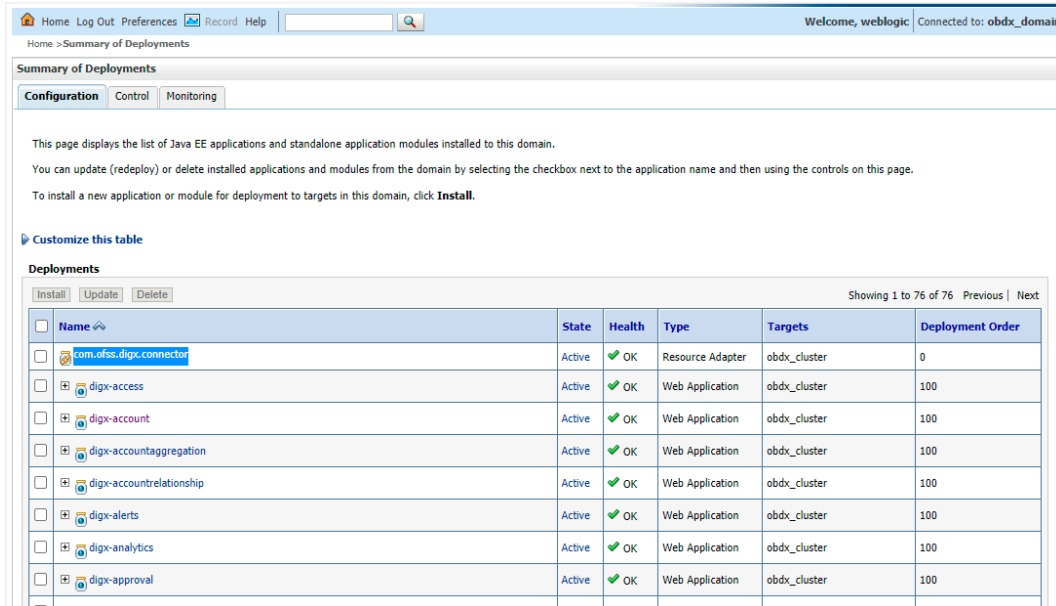 Home Log Out Preferences Record Help Welcome, weblogic Connected to: obdx_domain
Home >Summary of Deployments
Summary of Deployments
Configuration Control Monitoring
This page displays the list of Java EE applications and standalone application modules installed to this domain.
You can update (redeploy) or delete installed applications and modules from the domain by selecting the checkbox next to the application name and then using the controls on this page.
To install a new application or module for deployment to targets in this domain, click Install.
Customize this table
Deployments
Install Update Delete Showing 1 to 76 of 76 Previous | Next
Name State Health Type Targets Deployment Order
com.ofss.digx.connector Active OK Resource Adapter obdx_cluster 0
digx-access Active OK Web Application obdx_cluster 100
digx-account Active OK Web Application obdx_cluster 100
digx-accountaggregation Active OK Web Application obdx_cluster 100
digx-accountrelationship Active OK Web Application obdx_cluster 100
digx-alerts Active OK Web Application obdx_cluster 100
digx-analytics Active OK Web Application obdx_cluster 100
digx-approval Active OK Web Application obdx_cluster 100